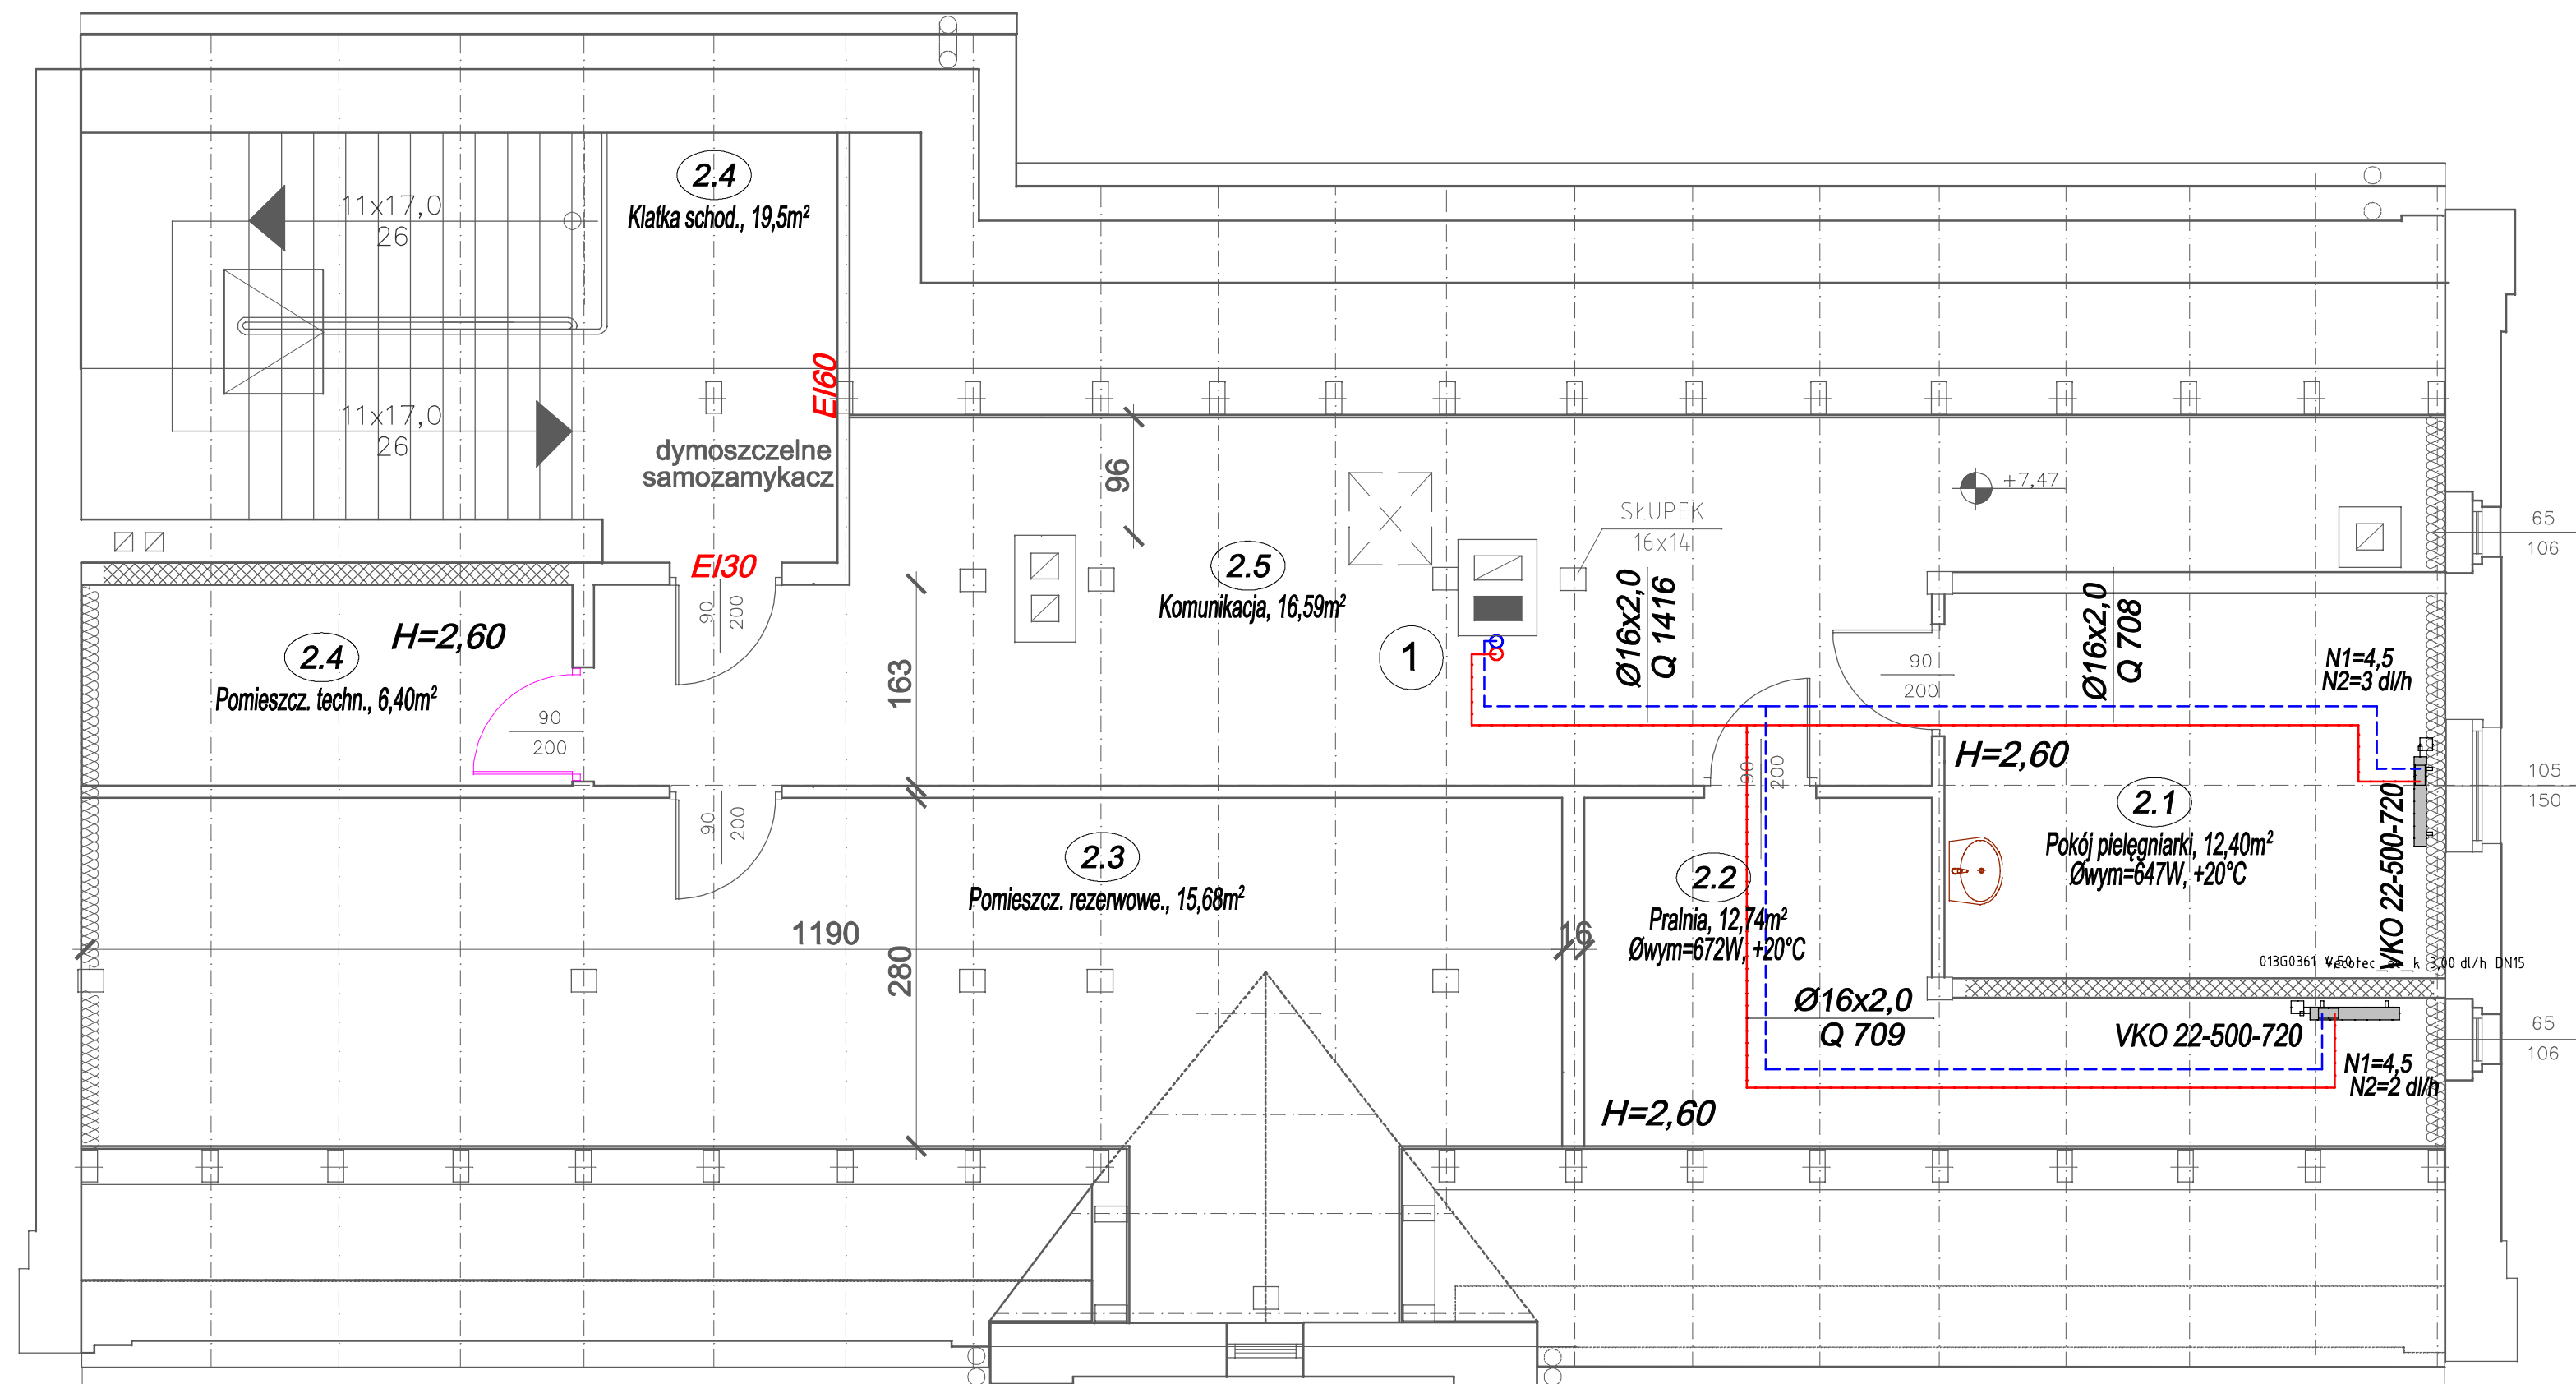 2.4
Klatka schod., 19,5m²
11x17,0
26
11x17,0
26
EI60
dymoszczelne
samozamykacz
EI30
90
200
2.4
H=2,60
Pomieszcz. techn., 6,40m²
90
200
96
163
2.5
Komunikacja, 16,59m²
1
SŁUPEK
16x14
Ø16x2,0
Q 1416
+7,47
Ø16x2,0
Q 708
90
200
N1=4,5
N2=3 dl/h
65
106
H=2,60
2.1
Pokój pielęgniarki, 12,40m²
Øwym=647W, +20°C
VKO 22-500-720
105
150
90
200
90
200
2.3
Pomieszcz. rezerwowe., 15,68m²
1190
280
16
2.2
Pralnia, 12,74m²
Øwym=672W, +20°C
Ø16x2,0
Q 709
013G0361
3,00 dl/h DN15
VKO 22-500-720
N1=4,5
N2=2 dl/h
65
106
H=2,60